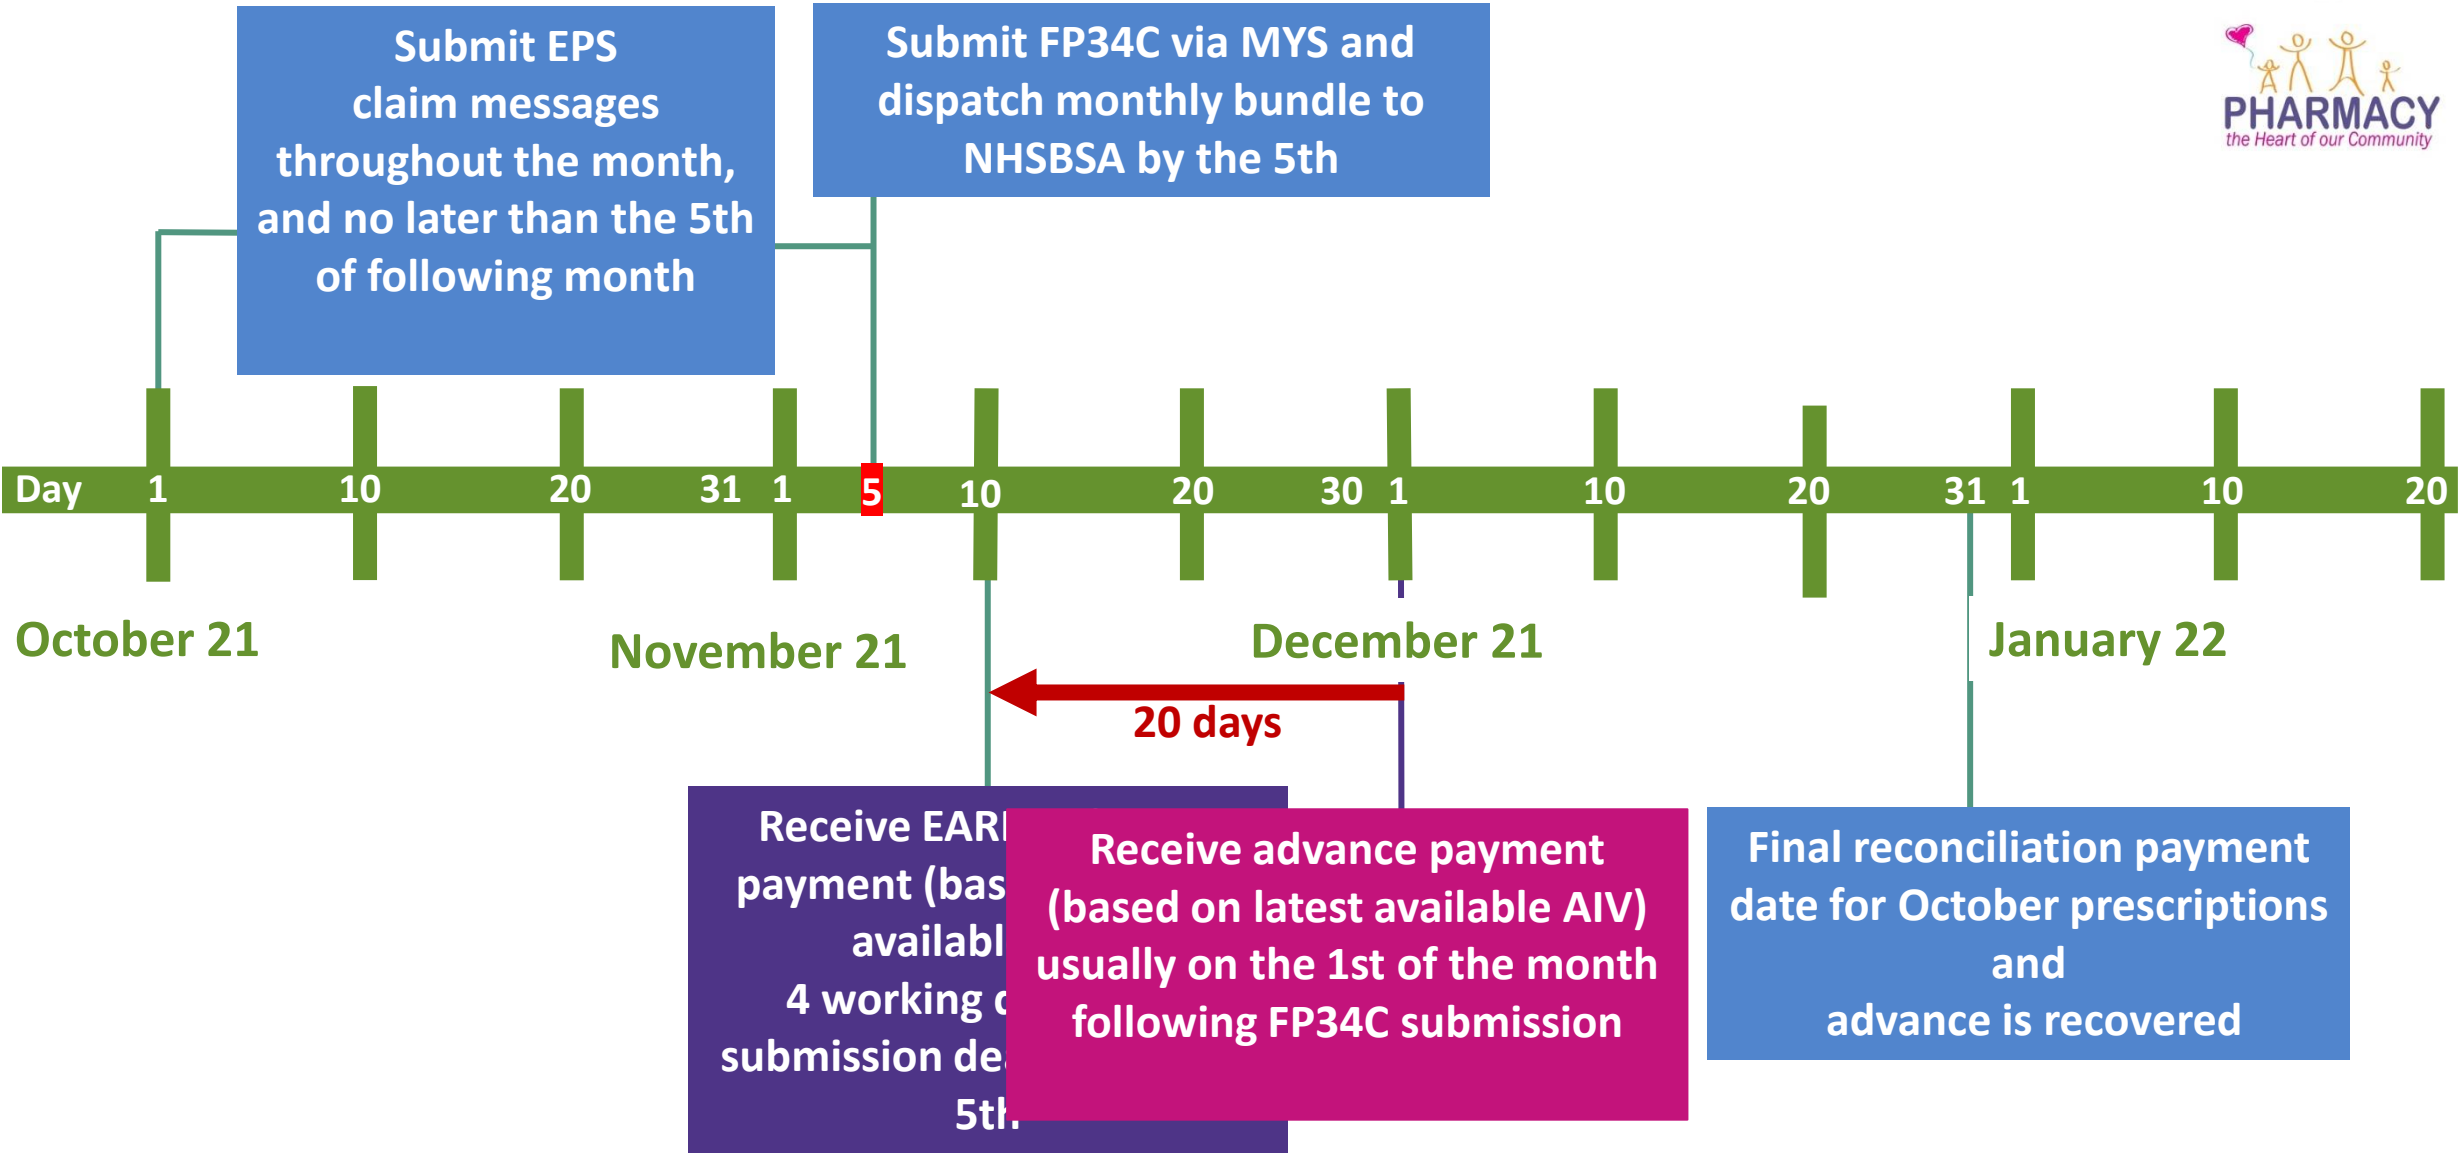 Submit EPS
claim messages
throughout the month,
and no later than the 5th
of following month
Submit FP34C via MYS and
dispatch monthly bundle to
NHSBSA by the 5th
PHARMACY
the Heart of our Community
Day 1 10 20 31 1 5 10 20 30 1 10 20 31 1 10 20
October 21
November 21
December 21
January 22
20 days
Receive
payment
4 working
submission
5th
Receive advance payment
(based on latest available AIV)
usually on the 1st of the month
following FP34C submission
Final reconciliation payment
date for October prescriptions
and
advance is recovered